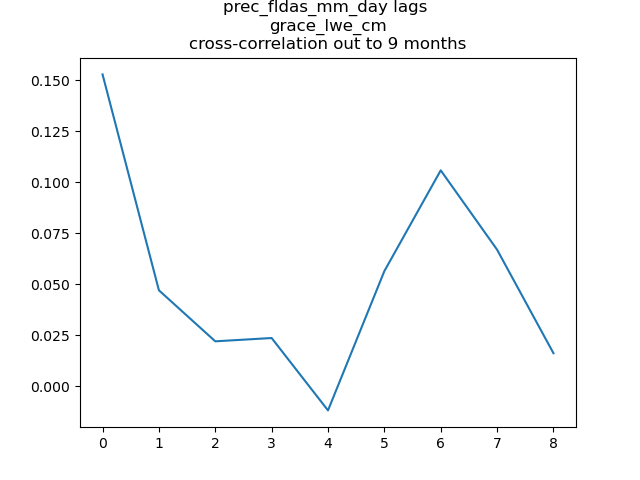 prec_fldas_mm_day lags
grace_lwe_cm
cross-correlation out to 9 months
0.150
0.125
0.100
0.075
0.050
0.025
0.000
0 1 2 3 4 5 6 7 8